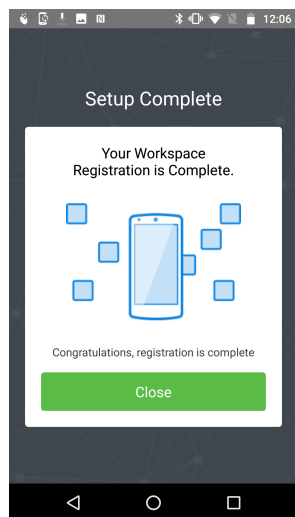 12:06
Setup Complete
Your Workspace
Registration is Complete.
Congratulations, registration is complete
Close